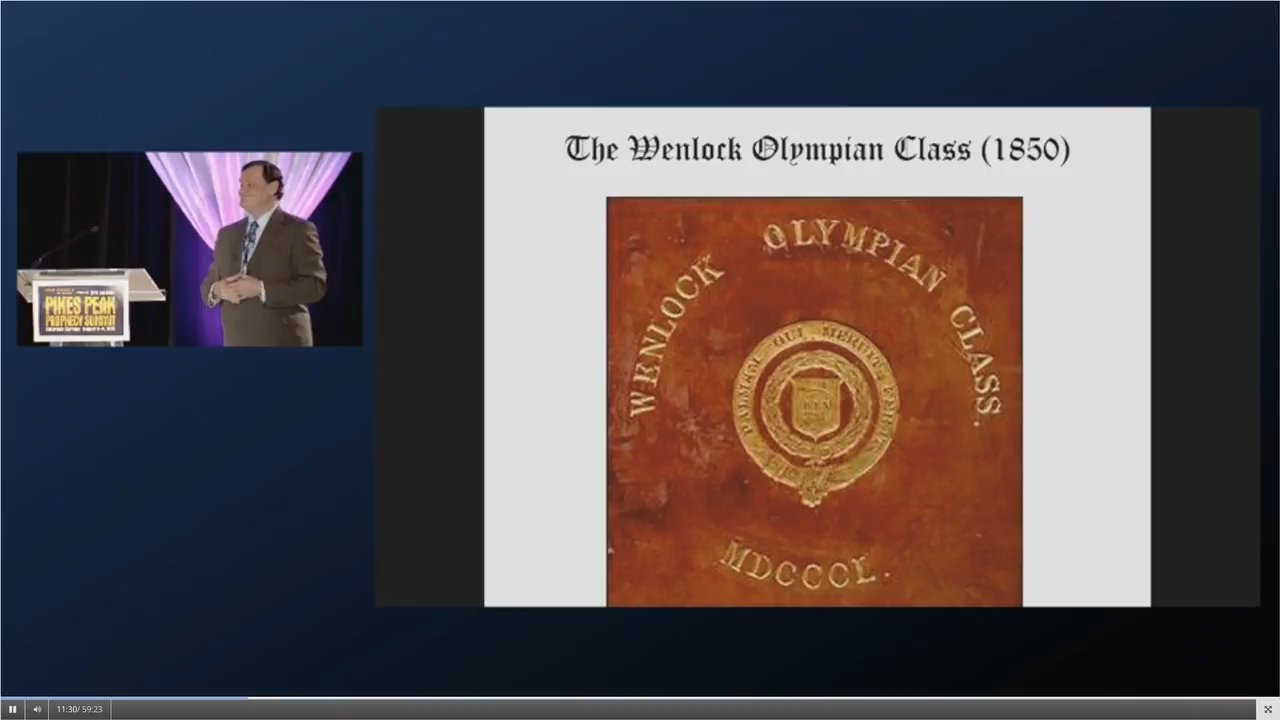 The Wenlock Olympian Class (1850)
WENLOCK OLYMPIAN CLASS.
PALMAM QUI MERUIT FERAT
MDCCCL.
PIKES PEAK
PROPHECY SUMMIT
11:30/ 59:23